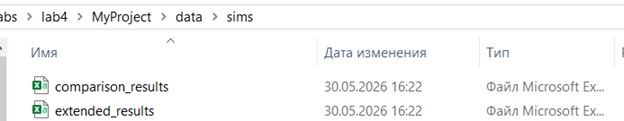 abs > lab4 > MyProject > data > sims
Имя Дата изменения Тип
comparison_results 30.05.2026 16:22 Файл Microsoft Ex...
extended_results 30.05.2026 16:22 Файл Microsoft Ex...